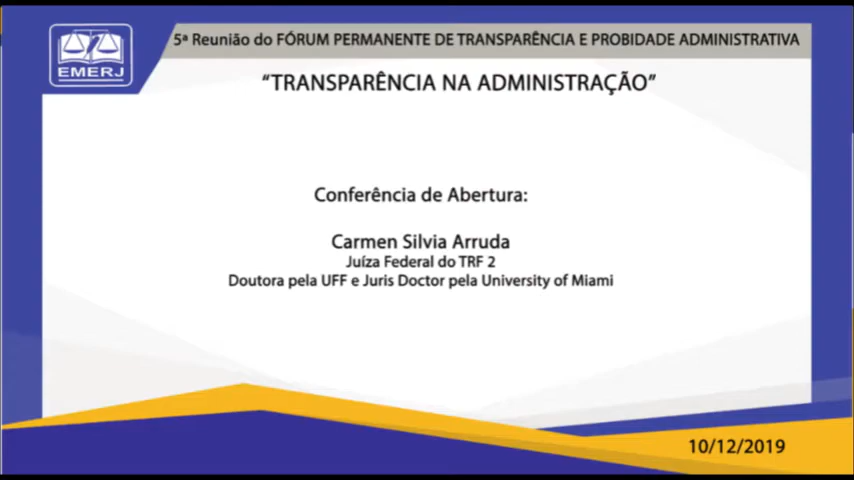 5ª Reunião do FÓRUM PERMANENTE DE TRANSPARÊNCIA E PROBIDADE ADMINISTRATIVA
EMERJ
“TRANSPARÊNCIA NA ADMINISTRAÇÃO”
Conferência de Abertura:
Carmen Silvia Arruda
Juíza Federal do TRF 2
Doutora pela UFF e Juris Doctor pela University of Miami
10/12/2019